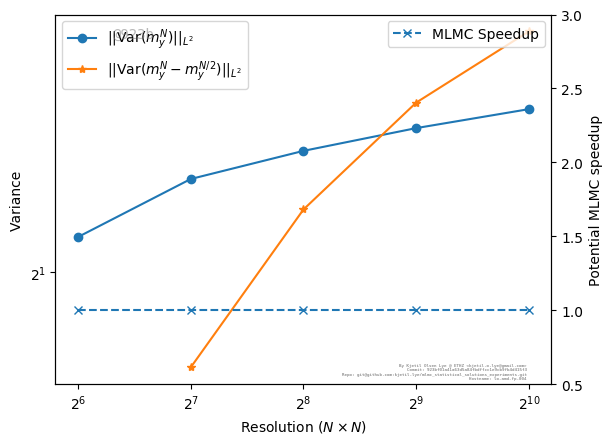 ||Var(m_y^N)||_{L^2}
||Var(m_y^N − m_y^{N/2})||_{L^2}
MLMC Speedup
3.0
2.5
2.0
1.5
1.0
0.5
Potential MLMC speedup
Variance
2^1
2^6
2^7
2^8
2^9
2^10
Resolution (N × N)